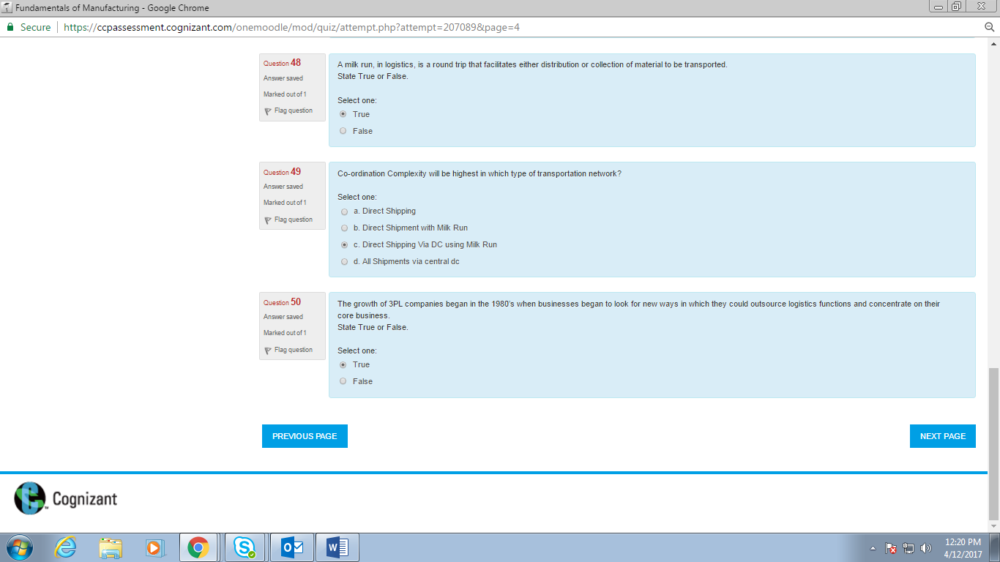 Fundamentals of Manufacturing - Google Chrome
Secure https://ccpassessment.cognizant.com/onemoodle/mod/quiz/attempt.php?attempt=207089&page=4
Question 48
Answer saved
Marked out of 1
Flag question
A milk run, in logistics, is a round trip that facilitates either distribution or collection of material to be transported.
State True or False.
Select one:
True
False
Question 49
Answer saved
Marked out of 1
Flag question
Co-ordination Complexity will be highest in which type of transportation network?
Select one:
a. Direct Shipping
b. Direct Shipment with Milk Run
c. Direct Shipping Via DC using Milk Run
d. All Shipments via central dc
Question 50
Answer saved
Marked out of 1
Flag question
The growth of 3PL companies began in the 1980's when businesses began to look for new ways in which they could outsource logistics functions and concentrate on their
core business.
State True or False.
Select one:
True
False
PREVIOUS PAGE
NEXT PAGE
Cognizant
12:20 PM
4/12/2017